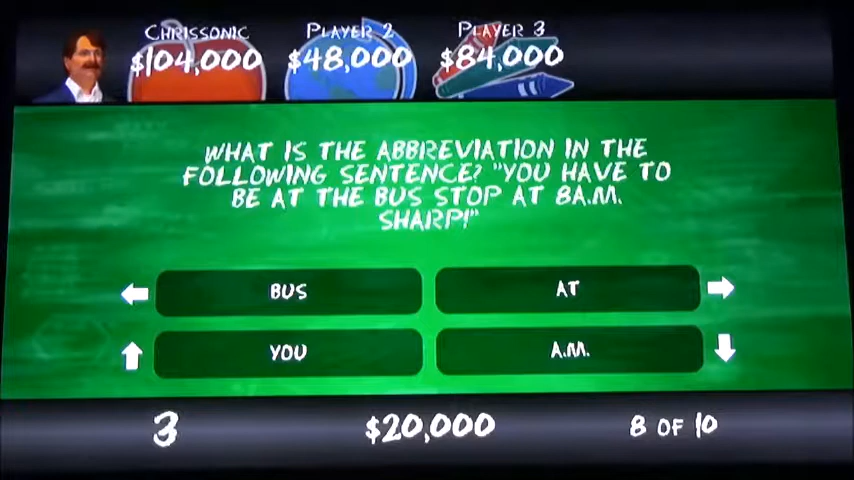 CHRISSONIC
$104,000
PLAYER 2
$48,000
PLAYER 3
$84,000
WHAT IS THE ABBREVIATION IN THE
FOLLOWING SENTENCE? "YOU HAVE TO
BE AT THE BUS STOP AT 8A.M.
SHARP!"
BUS
AT
YOU
A.M.
3
$20,000
8 OF 10